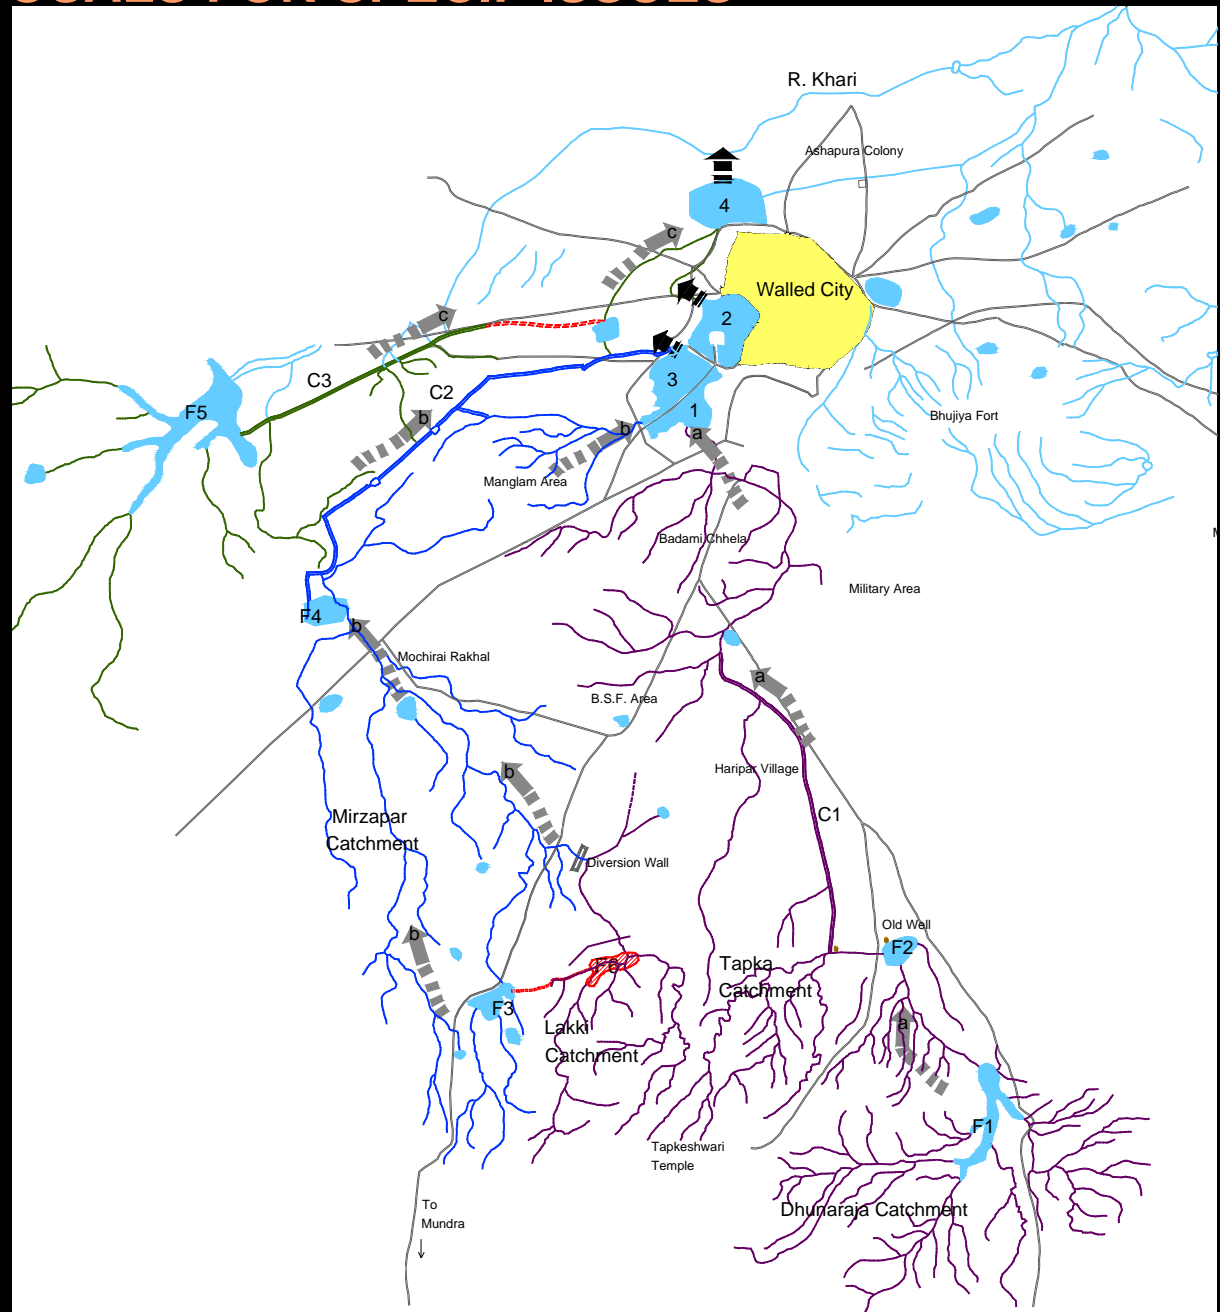 R. Khari
Ashapura Colony
4
c
Walled City
2
c
3
C3
C2
F5
1
b
b
a
Bhujiya Fort
Manglam Area
Badami Chhela
Military Area
F4
b
Mochirai Rakhal
a
B.S.F. Area
Haripar Village
b
C1
Mirzapar
Catchment
Diversion Wall
Old Well
b
F2
F6
Tapka
Catchment
F3
Lakki
Catchment
a
F1
Tapkeshwari
Temple
Dhunaraja Catchment
To
Mundra